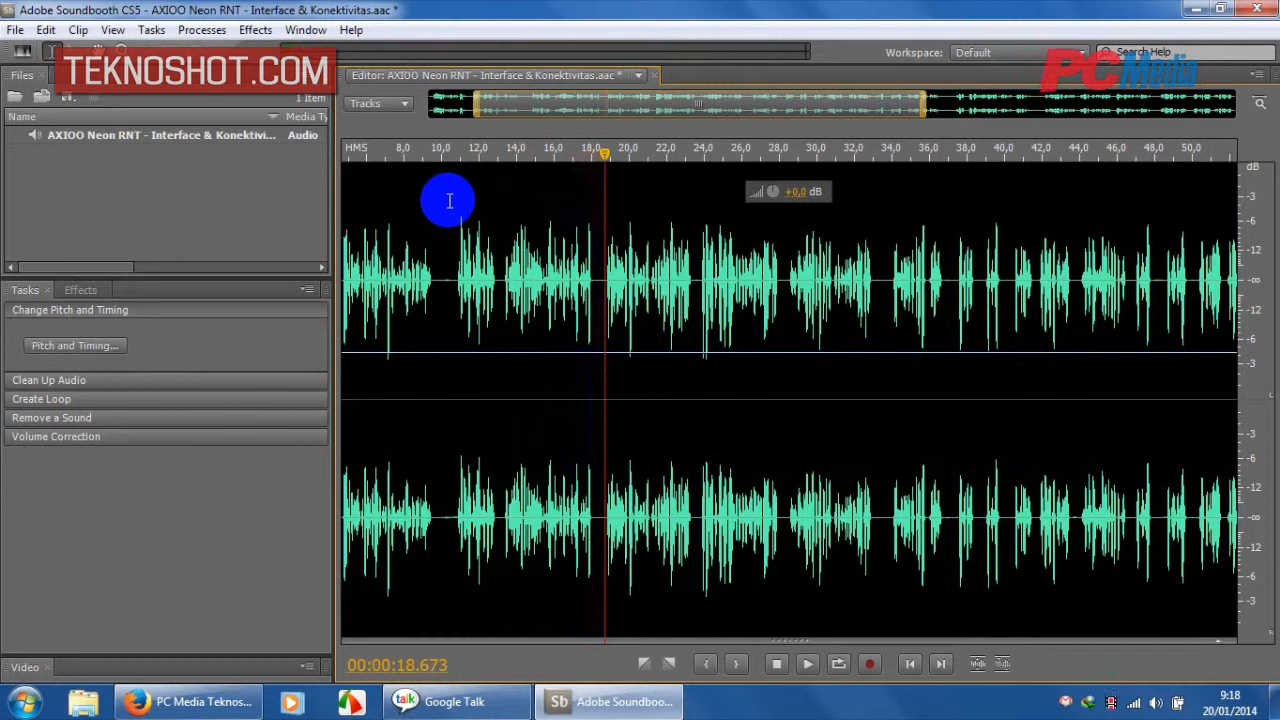 Adobe Soundbooth CS5 - AXIOO Neon RNT - Interface & Konektivitas.aac *
File Edit Clip View Tasks Processes Effects Window Help
Workspace: Default Search Help
TEKNOSHOT.COM
PCMedia
Files
Editor: AXIOO Neon RNT - Interface & Konektivitas.aac *
1 Item
Tracks
Name Media Ty
AXIOO Neon RNT - Interface & Konektivi... Audio
HMS 8,0 10,0 12,0 14,0 16,0 18,0 20,0 22,0 24,0 26,0 28,0 30,0 32,0 34,0 36,0 38,0 40,0 42,0 44,0 46,0 48,0 50,0
dB
+0,0 dB
-3
-6
-12
-∞
-12
-6
-3
-3
-6
-12
-∞
-12
-6
-3
Tasks Effects
Change Pitch and Timing
Pitch and Timing...
Clean Up Audio
Create Loop
Remove a Sound
Volume Correction
Video
00:00:18.673
PC Media Teknos...
talk
Google Talk
Sb
Adobe Soundboo...
9:18
20/01/2014